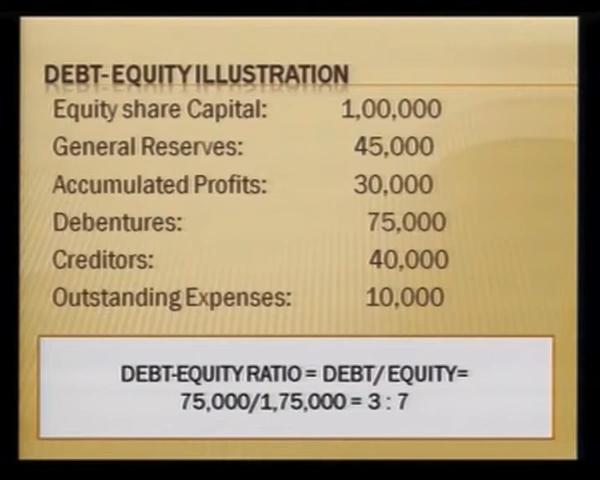 DEBT- EQUITY ILLUSTRATION
Equity share Capital: 1,00,000
General Reserves: 45,000
Accumulated Profits: 30,000
Debentures: 75,000
Creditors: 40,000
Outstanding Expenses: 10,000
DEBT-EQUITY RATIO = DEBT/ EQUITY=
75,000/1,75,000 = 3 : 7